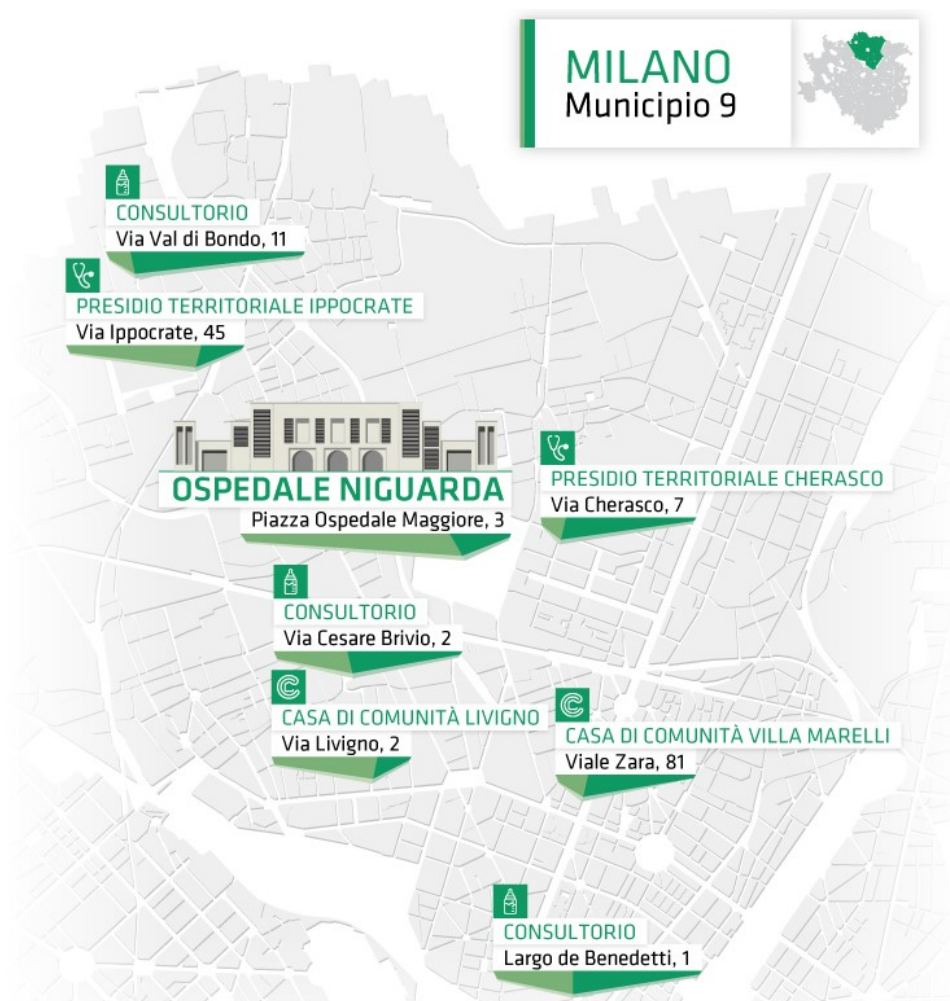 MILANO
Municipio 9
CONSULTORIO
Via Val di Bondo, 11
PRESIDIO TERRITORIALE IPPOCRATE
Via Ippocrate, 45
OSPEDALE NIGUARDA
Piazza Ospedale Maggiore, 3
PRESIDIO TERRITORIALE CHERASCO
Via Cherasco, 7
CONSULTORIO
Via Cesare Brivio, 2
C
CASA DI COMUNITÀ LIVIGNO
Via Livigno, 2
C
CASA DI COMUNITÀ VILLA MARELLI
Viale Zara, 81
CONSULTORIO
Largo de Benedetti, 1